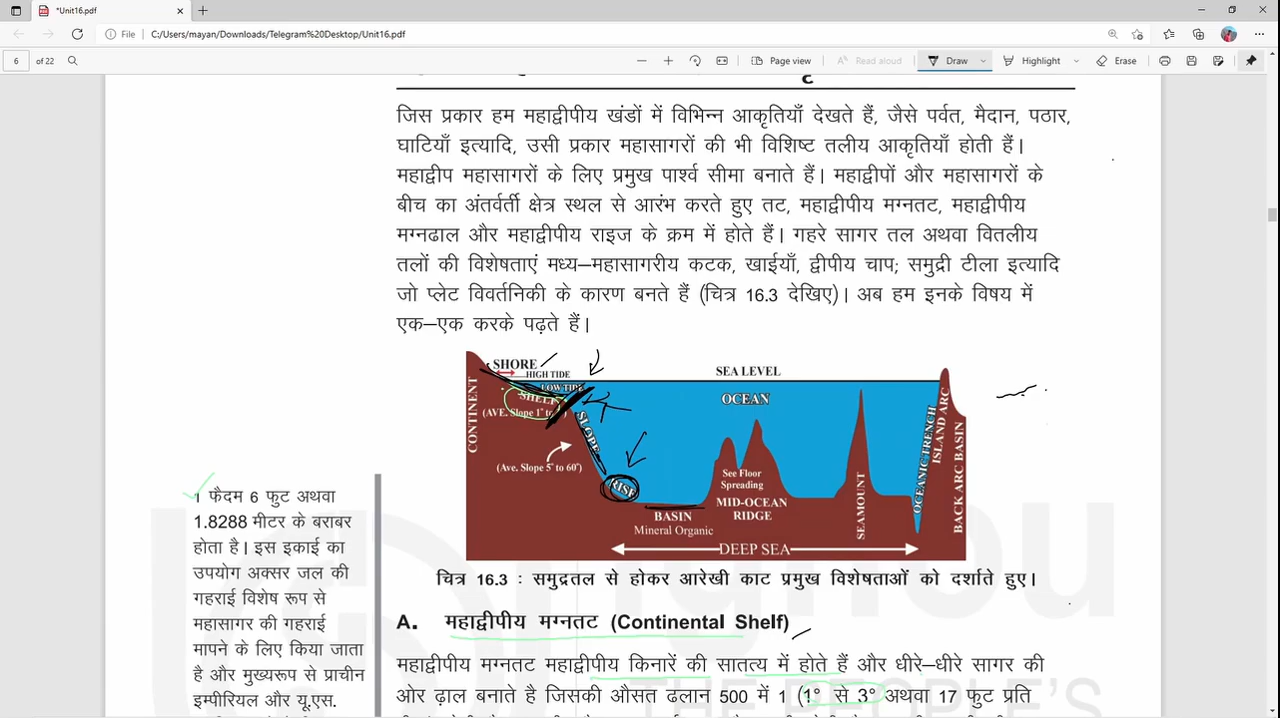 *Unit16.pdf
File
C:/Users/mayan/Downloads/Telegram%20Desktop/Unit16.pdf
6 of 22
Page view
Read aloud
Draw
Highlight
Erase
जिस प्रकार हम महाद्वीपीय खंडों में विभिन्न आकृतियाँ देखते हैं, जैसे पर्वत, मैदान, पठार,
घाटियाँ इत्यादि, उसी प्रकार महासागरों की भी विशिष्ट तलीय आकृतियाँ होती हैं।
महाद्वीप महासागरों के लिए प्रमुख पार्श्व सीमा बनाते हैं। महाद्वीपों और महासागरों के
बीच का अंतर्वर्ती क्षेत्र स्थल से आरंभ करते हुए तट, महाद्वीपीय मग्नतट, महाद्वीपीय
मग्नढाल और महाद्वीपीय राइज के क्रम में होते हैं। गहरे सागर तल अथवा वितलीय
तलों की विशेषताएं मध्य–महासागरीय कटक, खाईयाँ, द्वीपीय चाप; समुद्री टीला इत्यादि
जो प्लेट विवर्तनिकी के कारण बनते हैं (चित्र 16.3 देखिए)। अब हम इनके विषय में
एक–एक करके पढ़ते हैं।
SHORE
HIGH TIDE
LOW TIDE
SEA LEVEL
SHELF
(AVE. Slope 1° to
OCEAN
CONTINENT
SLOPE
(Ave. Slope 5° to 60°)
RISE
See Floor
Spreading
MID-OCEAN
RIDGE
BASIN
Mineral Organic
SEAMOUNT
OCEANIC TRENCH
ISLAND ARC
BACK ARC BASIN
DEEP SEA
चित्र 16.3 : समुद्रतल से होकर आरेखी काट प्रमुख विशेषताओं को दर्शाते हुए।
1 फैदम 6 फुट अथवा
1.8288 मीटर के बराबर
होता है। इस इकाई का
उपयोग अक्सर जल की
गहराई विशेष रूप से
महासागर की गहराई
मापने के लिए किया जाता
है और मुख्यरूप से प्राचीन
इम्पीरियल और यू.एस.
A. महाद्वीपीय मग्नतट (Continental Shelf)
महाद्वीपीय मग्नतट महाद्वीपीय किनारें की सातत्य में होते हैं और धीरे–धीरे सागर की
ओर ढ़ाल बनाते है जिसकी औसत ढलान 500 में 1 (1° से 3° अथवा 17 फुट प्रति
ignou
THE PEOPLE'S